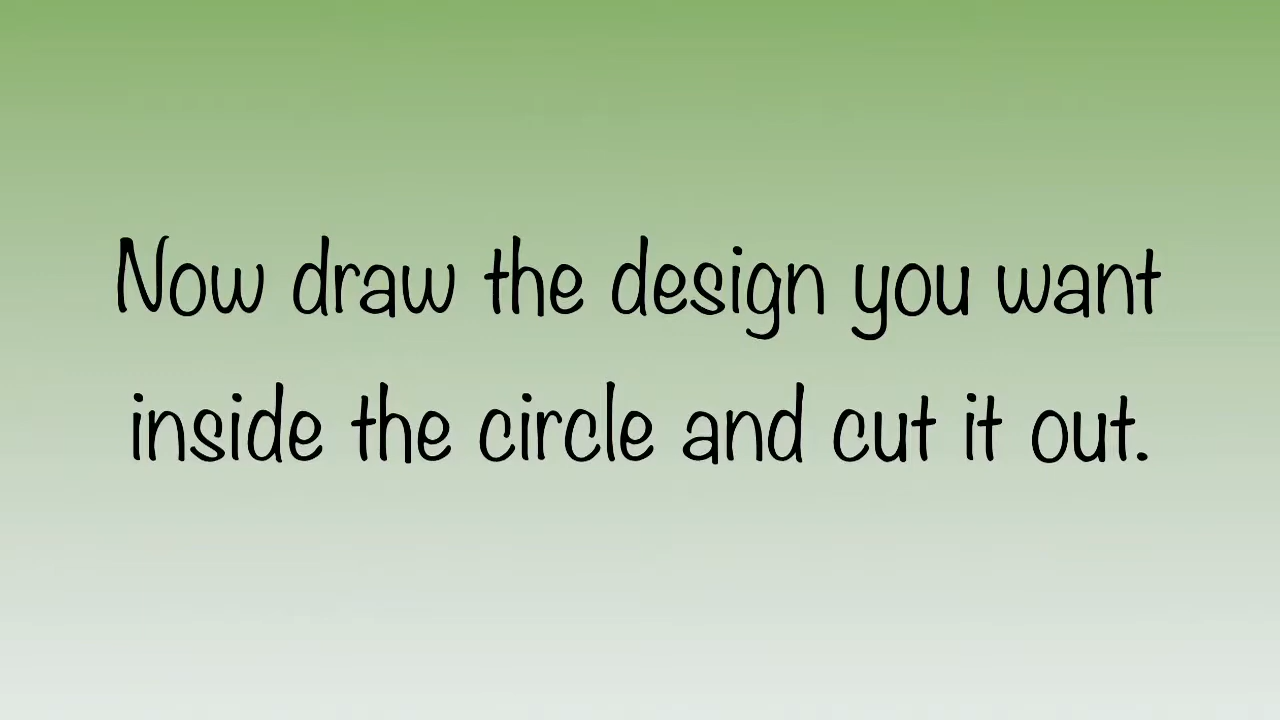 Now draw the design you want
inside the circle and cut it out.